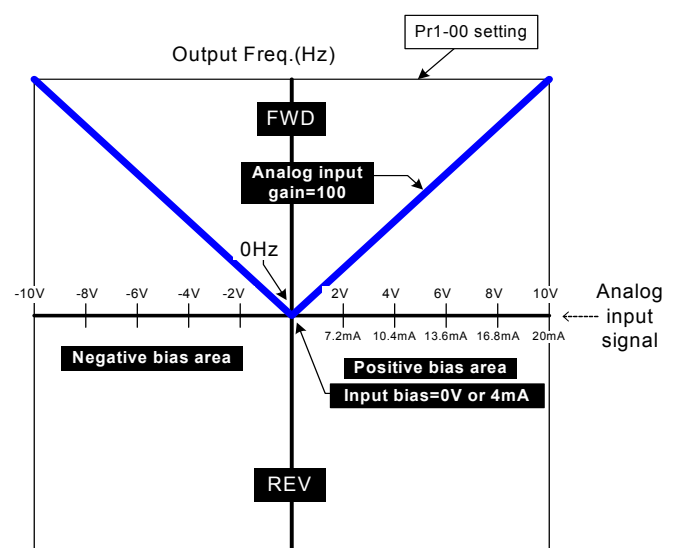 Pr1-00 setting
Output Freq.(Hz)
FWD
Analog input
gain=100
0Hz
-10V -8V -6V -4V -2V 2V 4V 6V 8V 10V
Analog
input
signal
7.2mA 10.4mA 13.6mA 16.8mA 20mA
Negative bias area
Positive bias area
Input bias=0V or 4mA
REV